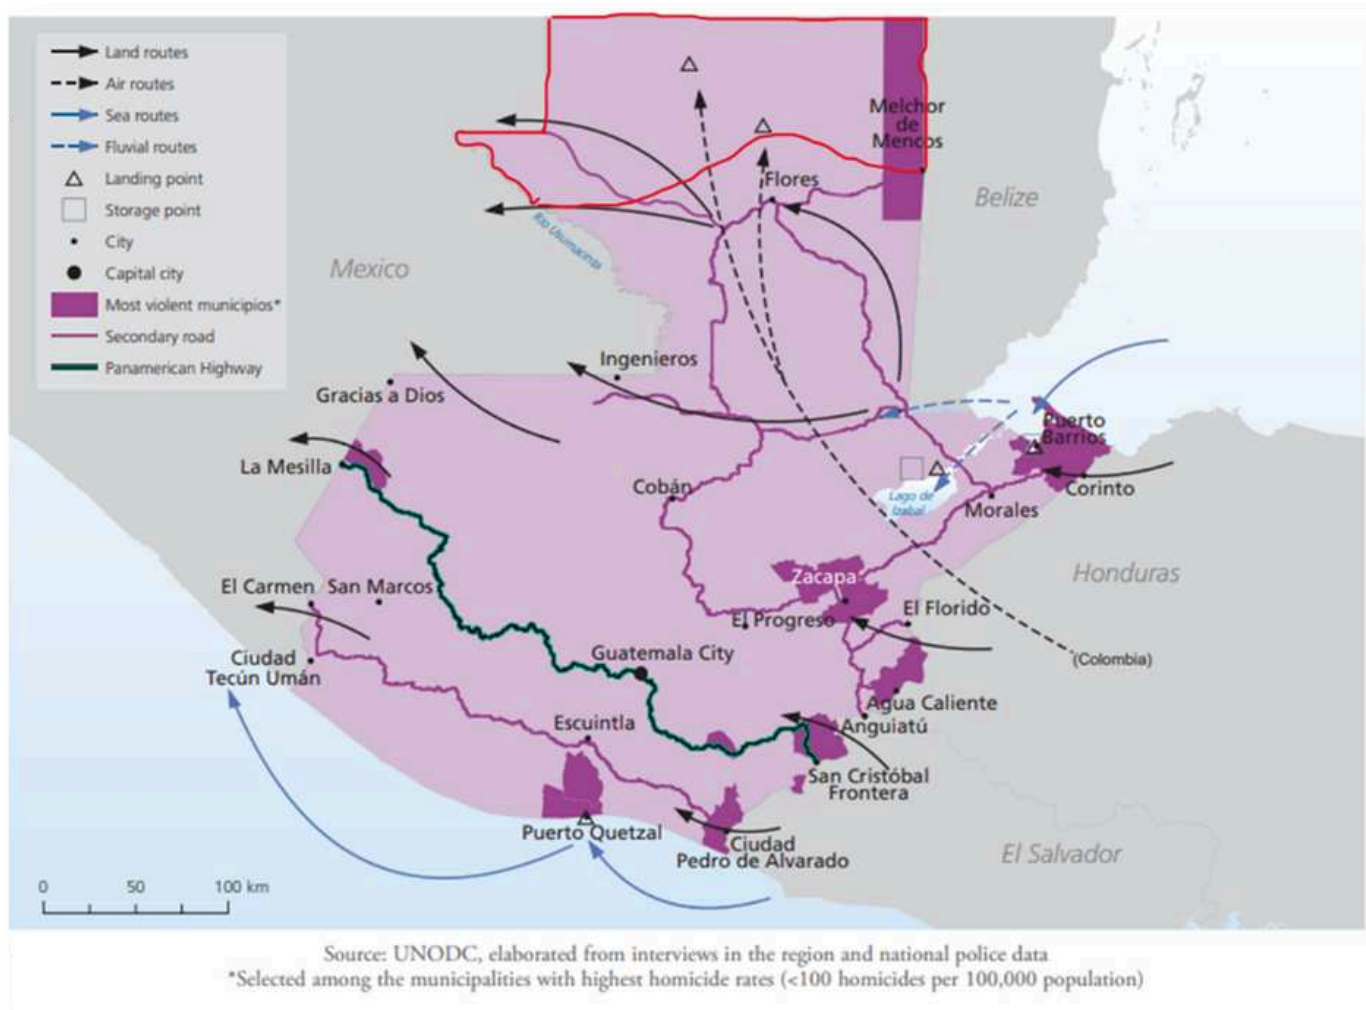 Land routes
Air routes
Sea routes
Fluvial routes
Landing point
Storage point
City
Capital city
Most violent municipios*
Secondary road
Panamerican Highway
Melchor
de
Mencos
Flores
Belize
Río Usumacinta
Mexico
Ingenieros
Gracias a Dios
Puerto
Barrios
La Mesilla
Cobán
Lago de
Izabal
Corinto
Morales
Zacapa
Honduras
El Carmen
San Marcos
El Florido
El Progreso
Guatemala City
(Colombia)
Ciudad
Tecún Umán
Agua Caliente
Anguiatú
Escuintla
San Cristóbal
Frontera
Puerto Quetzal
Ciudad
Pedro de Alvarado
El Salvador
0 50 100 km
Source: UNODC, elaborated from interviews in the region and national police data
*Selected among the municipalities with highest homicide rates (<100 homicides per 100,000 population)